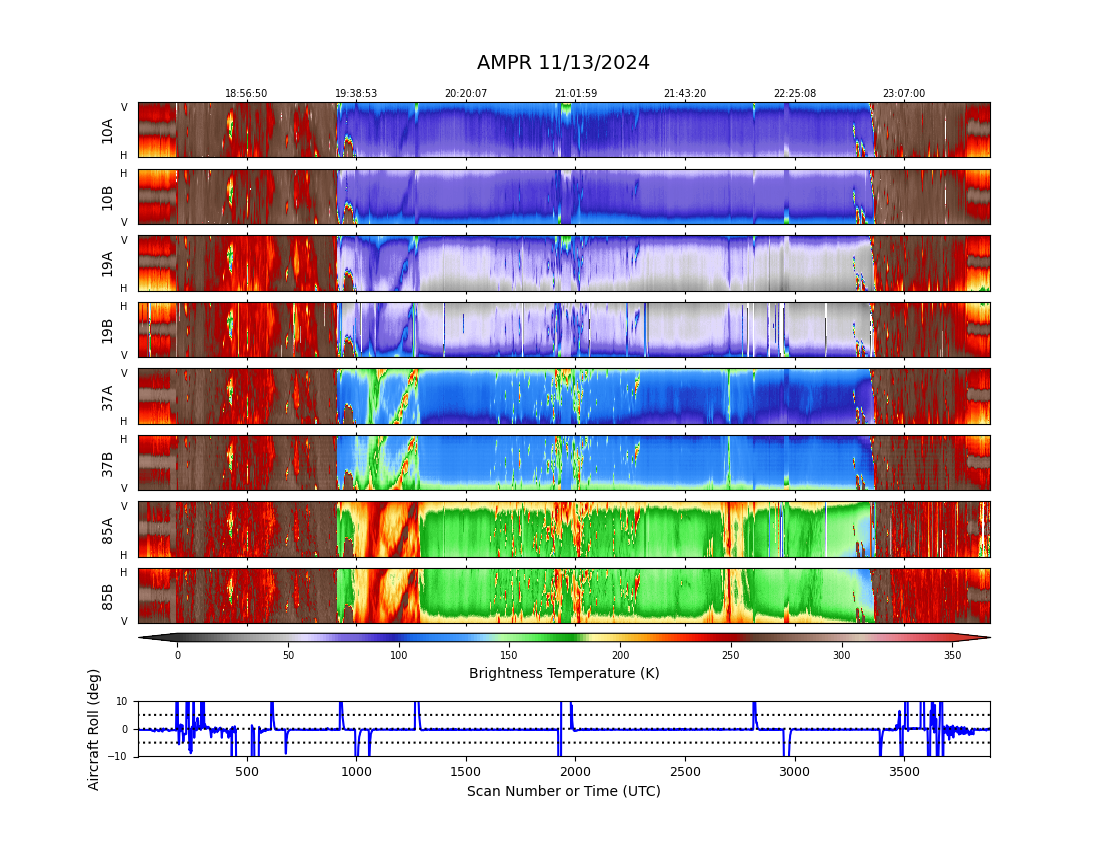 AMPR 11/13/2024
18:56:50 19:38:53 20:20:07 21:01:59 21:43:20 22:25:08 23:07:00
V
10A
H
H
10B
V
V
19A
H
H
19B
V
V
37A
H
H
37B
V
V
85A
H
H
85B
V
0 50 100 150 200 250 300 350
Brightness Temperature (K)
Aircraft Roll (deg)
10
0
−10
500 1000 1500 2000 2500 3000 3500
Scan Number or Time (UTC)